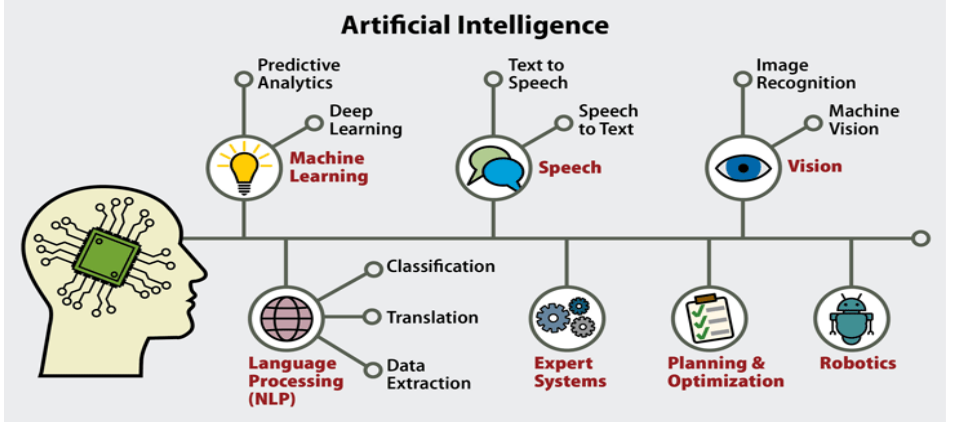 Artificial Intelligence
Predictive
Analytics
Deep
Learning
Machine
Learning
Text to
Speech
Speech
to Text
Speech
Image
Recognition
Machine
Vision
Vision
Classification
Translation
Data
Extraction
Language
Processing
(NLP)
Expert
Systems
Planning &
Optimization
Robotics